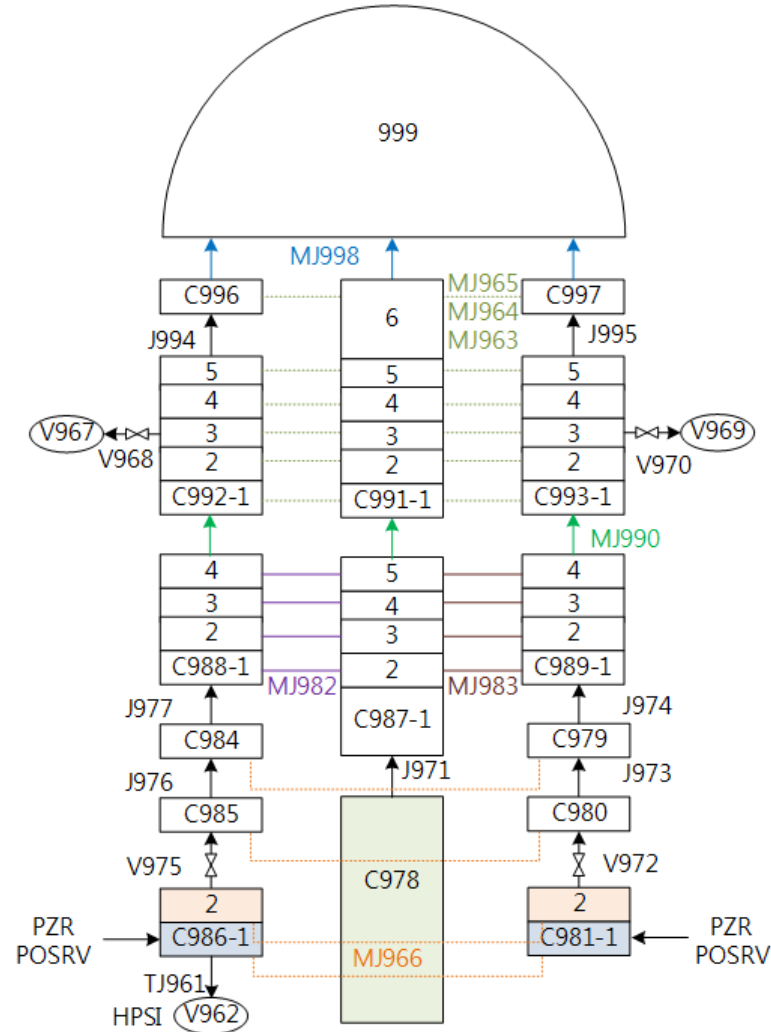 999
MJ998
C996
6
MJ965
C997
MJ964
J994
MJ963
J995
5
5
5
4
4
4
V967
3
3
3
V969
V968
2
2
2
V970
C992-1
C991-1
C993-1
MJ990
4
5
4
3
4
3
2
3
2
C988-1
2
C989-1
MJ982
MJ983
J977
C987-1
J974
C984
C979
J971
J976
J973
C985
C980
V975
C978
V972
2
2
PZR
POSRV
C986-1
C981-1
PZR
POSRV
MJ966
TJ961
HPSI
V962